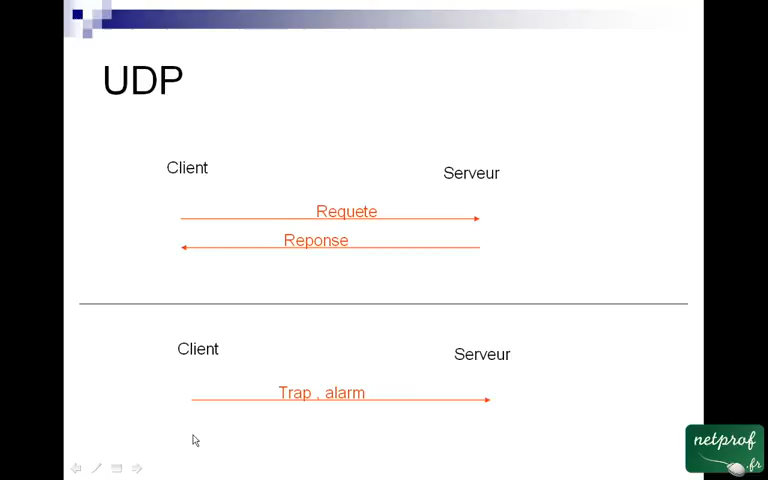 UDP
Client
Serveur
Requete
Reponse
Client
Serveur
Trap , alarm
netprof
.fr